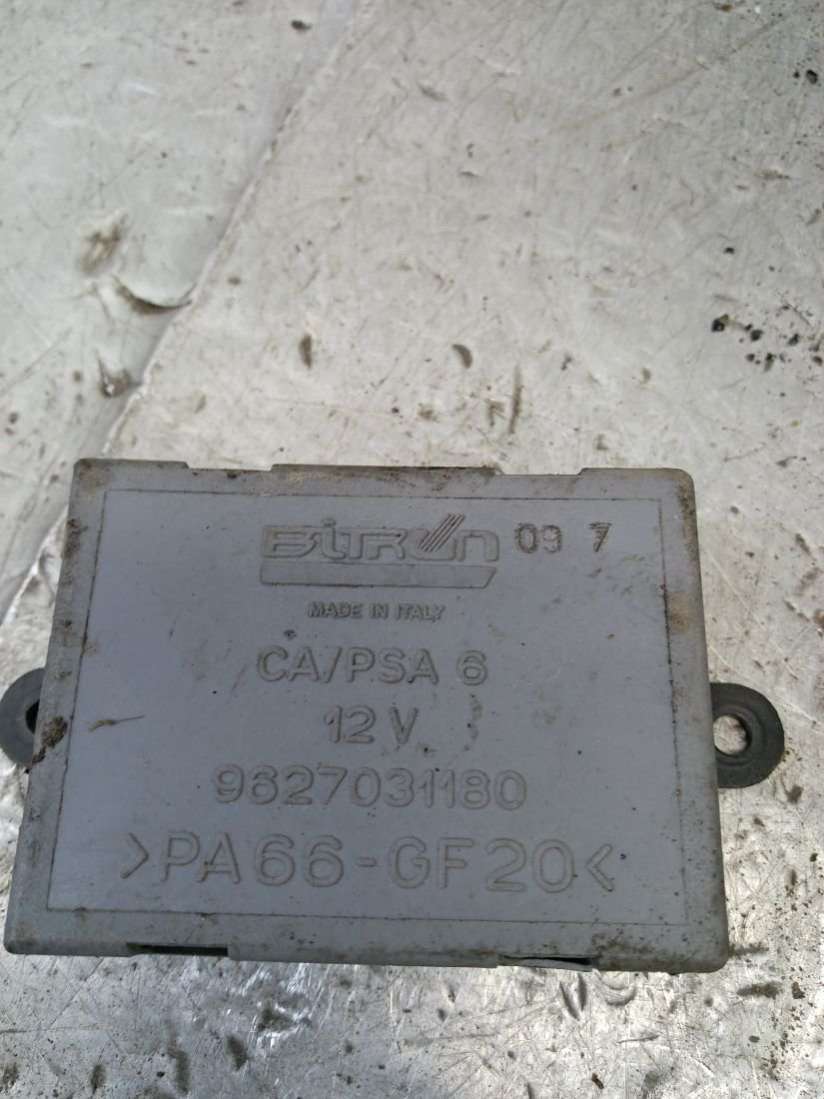 BITRON 09 7
MADE IN ITALY
CA/PSA 6
12 V
9627031180
>PA66-GF20<